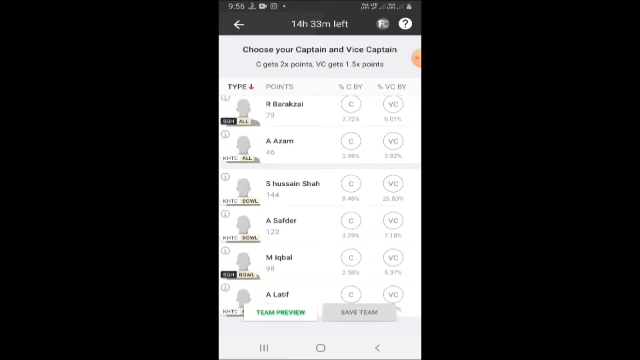 9:56
14h 33m left
FC
?
Choose your Captain and Vice Captain
C gets 2x points, VC gets 1.5x points
TYPE POINTS % C BY % VC BY
R Barakzai
79
C VC
2.72% 6.01%
SGH ALL
A Azam
46
C VC
2.98% 3.92%
KHTC ALL
S hussain Shah
144
C VC
8.48% 26.83%
KHTC BOWL
A Safder
123
C VC
3.29% 7.18%
KHTC BOWL
M Iqbal
98
C VC
2.58% 5.37%
SGH BOWL
A Latif
C VC
TEAM PREVIEW SAVE TEAM